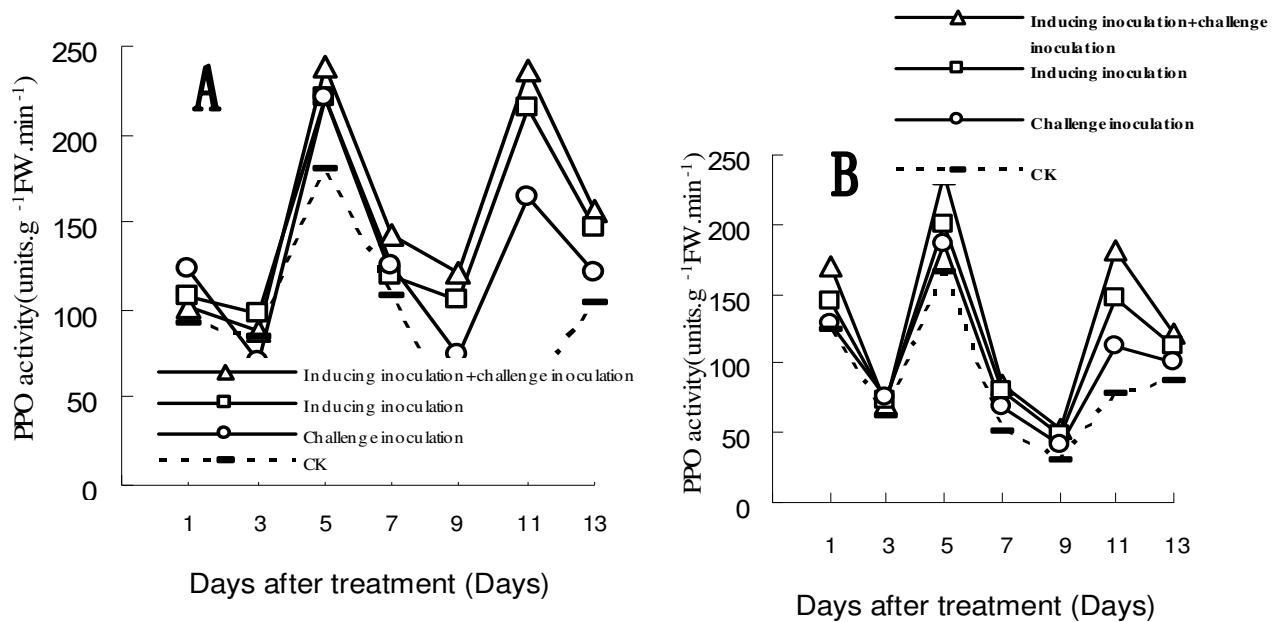 A
PPO activity(units.g -1FW.min-1)
250
200
150
100
50
0
1 3 5 7 9 11 13
Days after treatment (Days)
Inducing inoculation+challenge inoculation
Inducing inoculation
Challenge inoculation
CK
Inducing inoculation+challenge
inoculation
Inducing inoculation
Challenge inoculation
CK
B
PPO activity(units.g -1FW.min-1)
250
200
150
100
50
0
1 3 5 7 9 11 13
Days after treatment (Days)